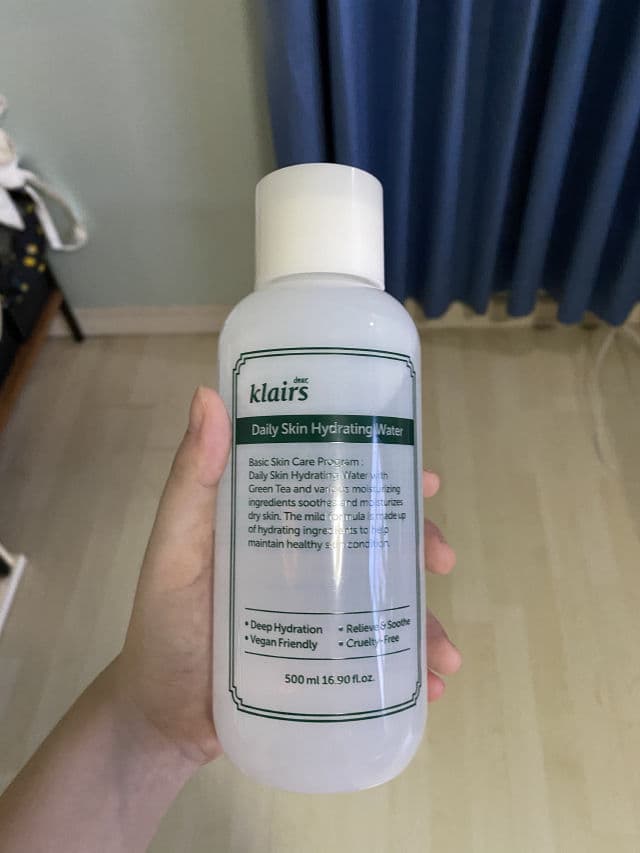 dear,
klairs
Daily Skin Hydrating Water
Basic Skin Care Program :
Daily Skin Hydrating Water with
Green Tea and various moisturizing
ingredients soothes and moisturizes
dry skin. The mild formula is made up
of hydrating ingredients to help
maintain healthy skin condition.
• Deep Hydration • Relieve & Soothe
• Vegan Friendly • Cruelty-Free
500 ml 16.90 fl.oz.